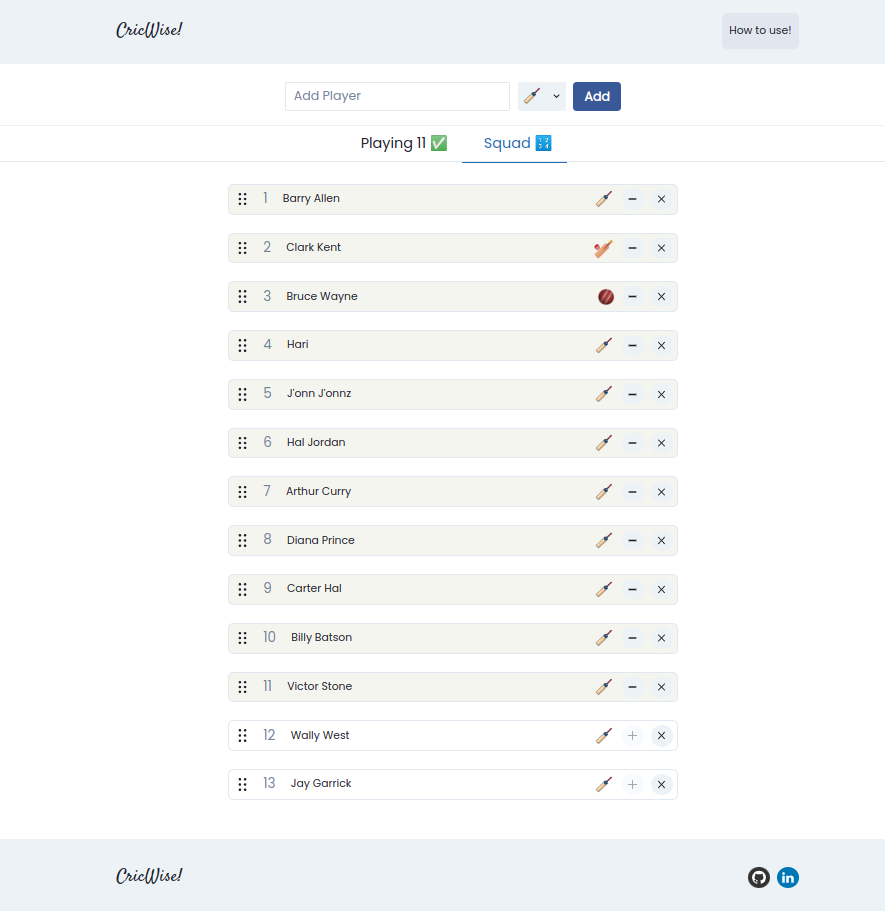 CricWise!
How to use!
Add Player
Add
Playing 11 ✅
Squad 🔢
1 Barry Allen
2 Clark Kent
3 Bruce Wayne
4 Hari
5 J'onn J'onnz
6 Hal Jordan
7 Arthur Curry
8 Diana Prince
9 Carter Hal
10 Billy Batson
11 Victor Stone
12 Wally West
13 Jay Garrick
CricWise!
in